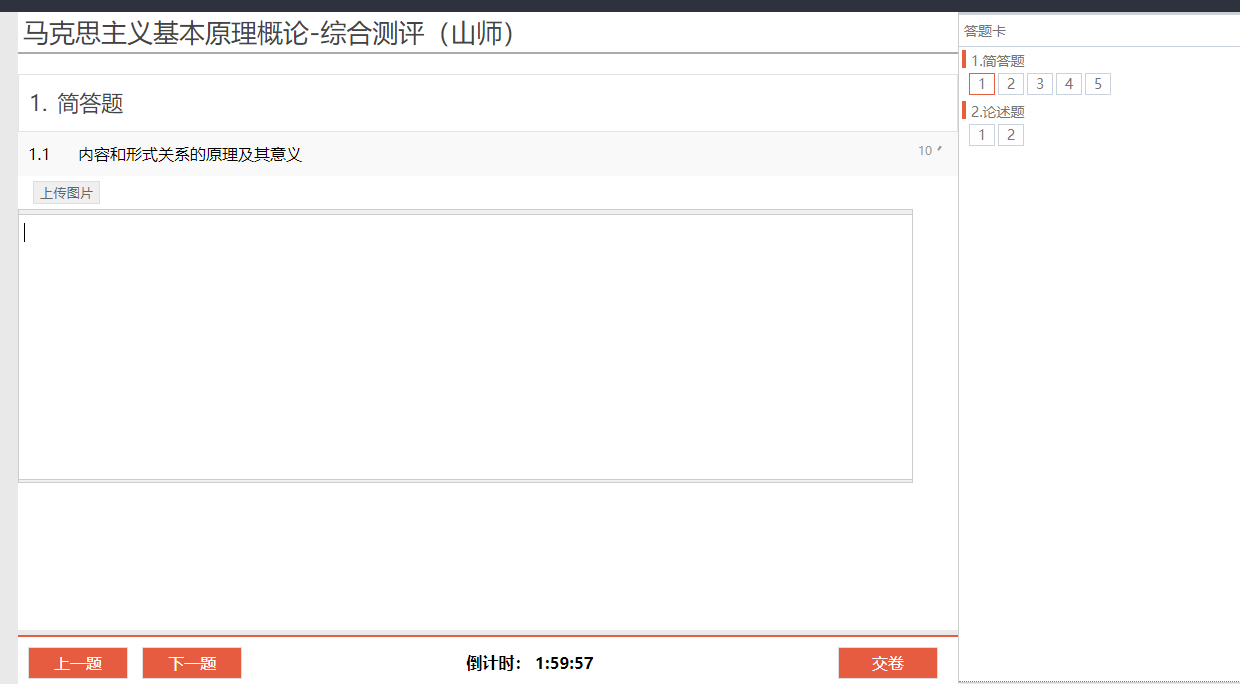 马克思主义基本原理概论-综合测评（山师）
1. 简答题
1.1 内容和形式关系的原理及其意义
10
上传图片
上一题 下一题 倒计时： 1:59:57 交卷
答题卡
1.简答题
1 2 3 4 5
2.论述题
1 2